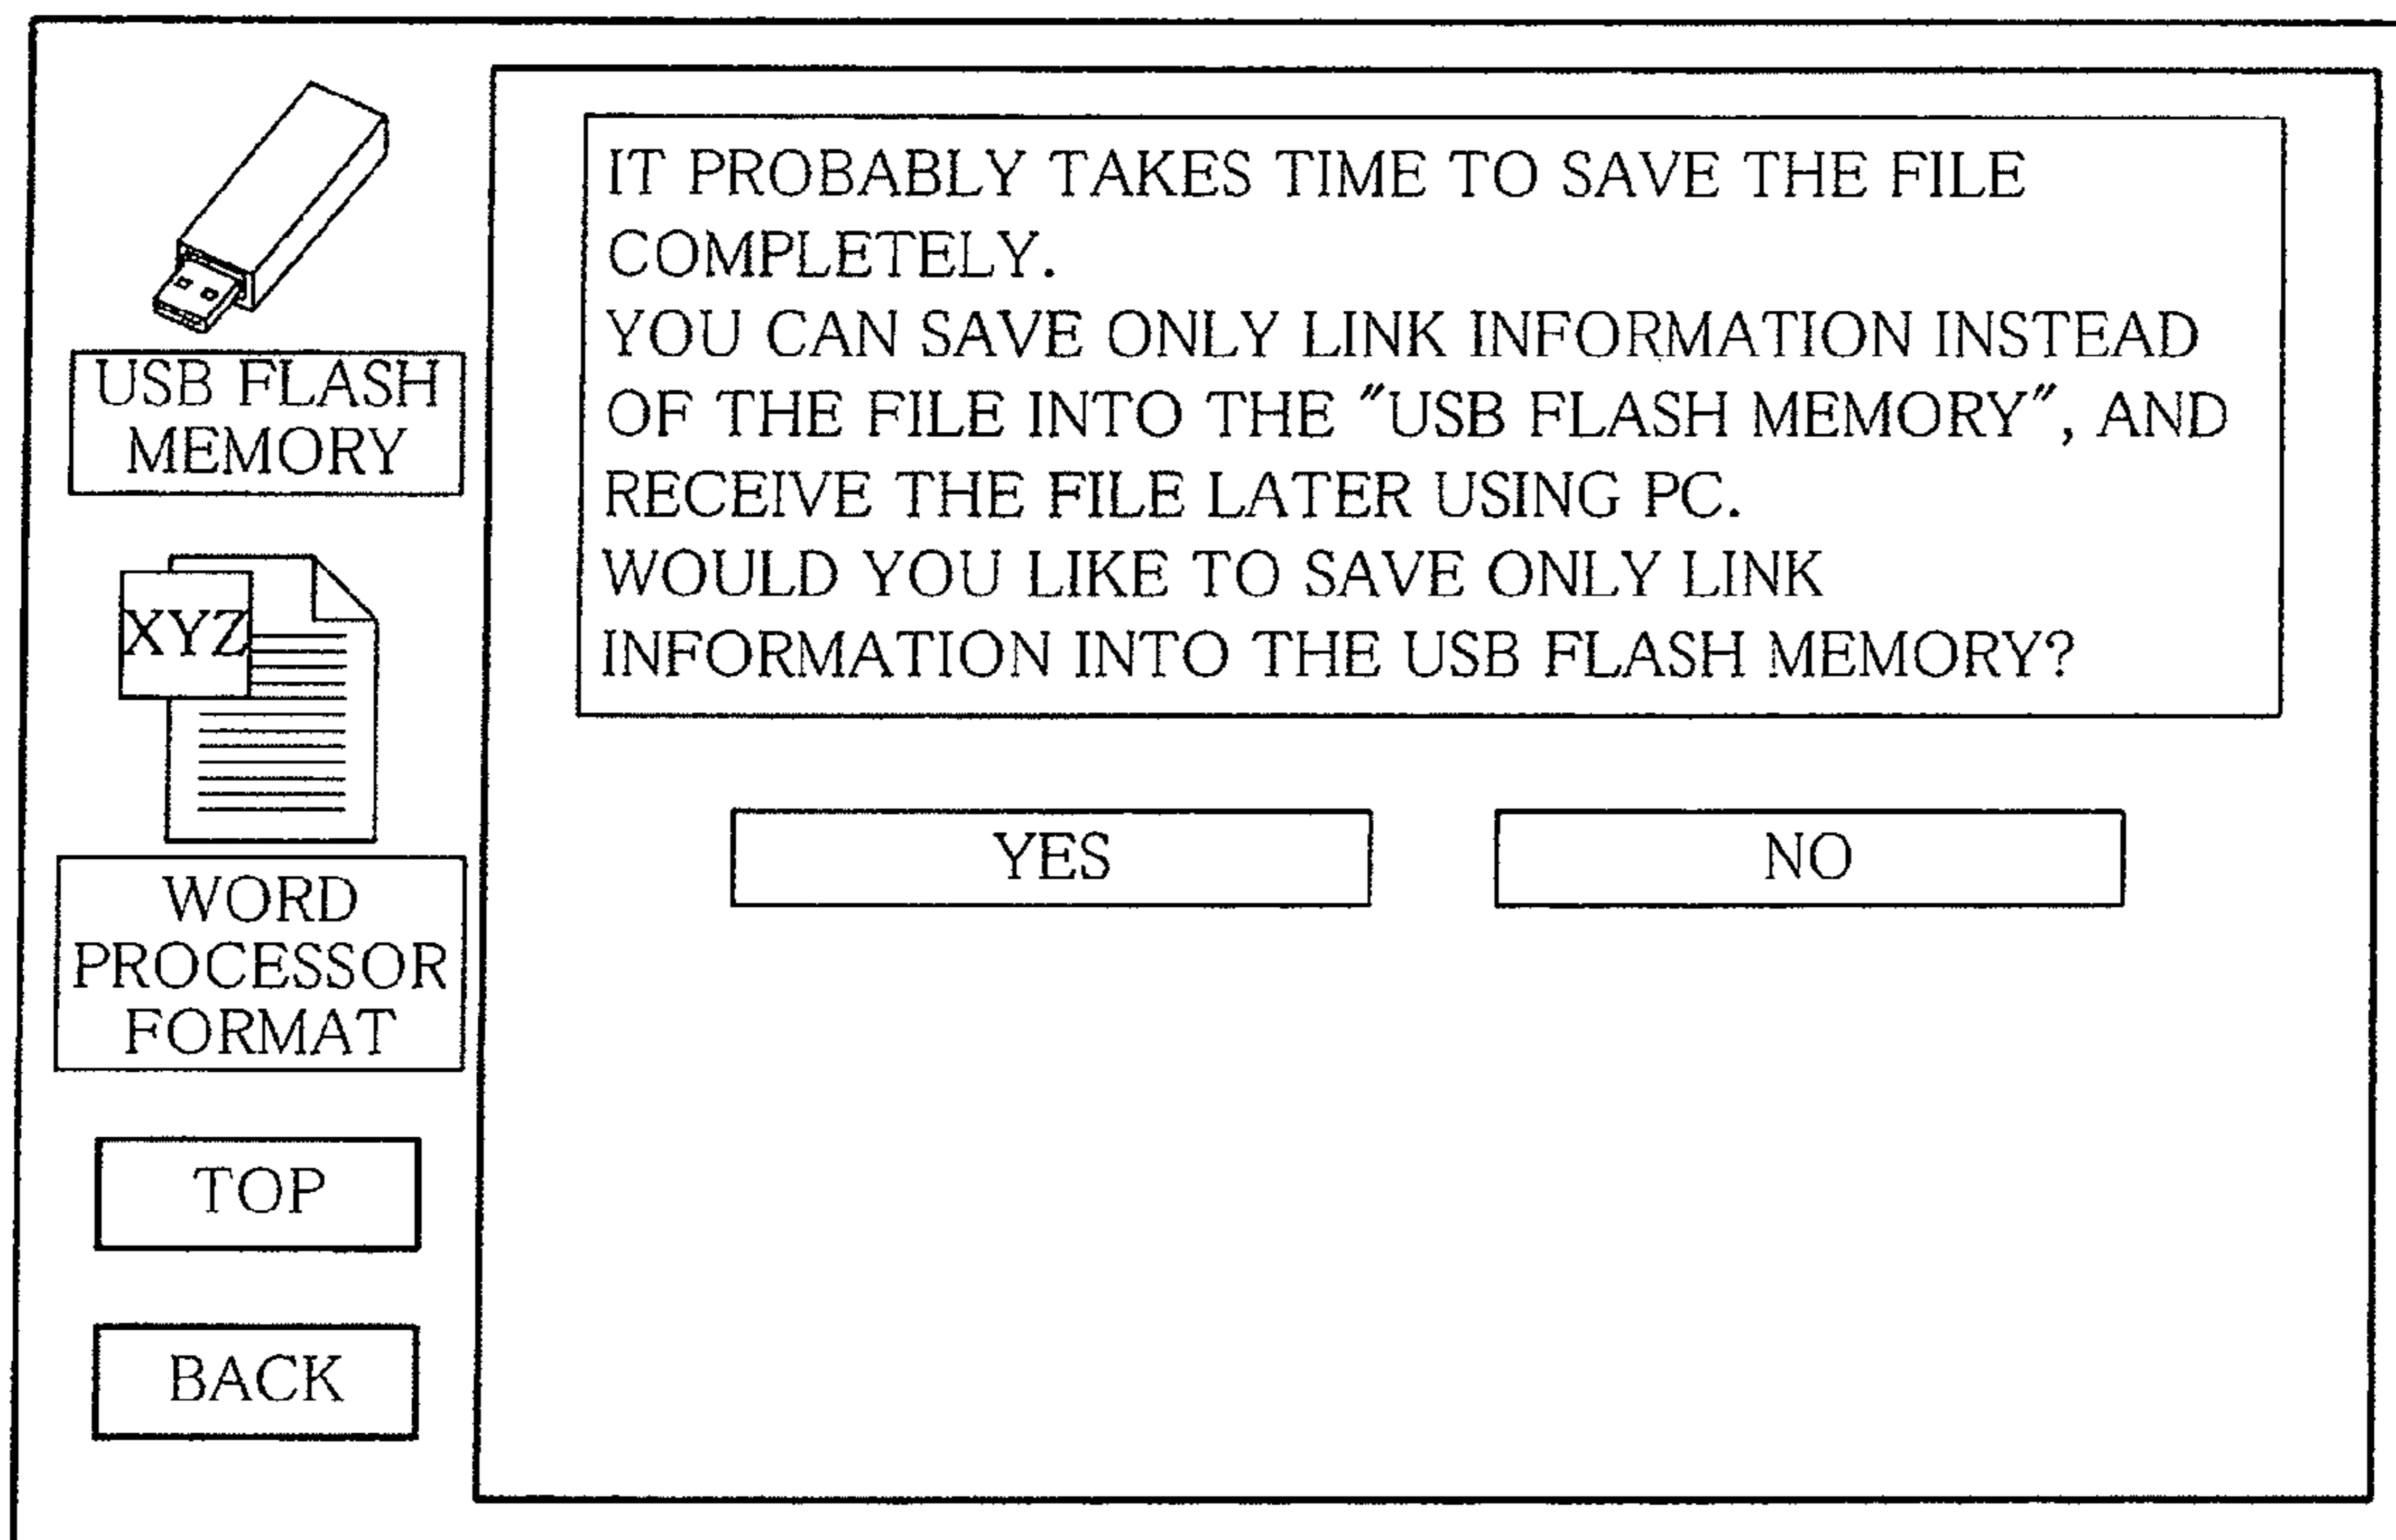 USB FLASH
MEMORY
XYZ
WORD
PROCESSOR
FORMAT
TOP
BACK
IT PROBABLY TAKES TIME TO SAVE THE FILE
COMPLETELY.
YOU CAN SAVE ONLY LINK INFORMATION INSTEAD
OF THE FILE INTO THE "USB FLASH MEMORY", AND
RECEIVE THE FILE LATER USING PC.
WOULD YOU LIKE TO SAVE ONLY LINK
INFORMATION INTO THE USB FLASH MEMORY?
YES
NO